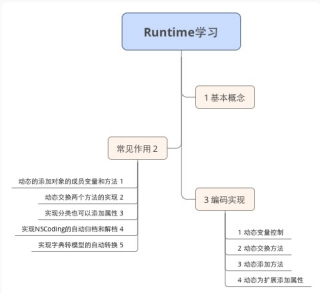 Runtime学习
1 基本概念
常见作用 2
动态的添加对象的成员变量和方法 1
动态交换两个方法的实现 2
实现分类也可以添加属性 3
实现NSCoding的自动归档和解档 4
实现字典转模型的自动转换 5
3 编码实现
1 动态变量控制
2 动态交换方法
3 动态添加方法
4 动态为扩展添加属性